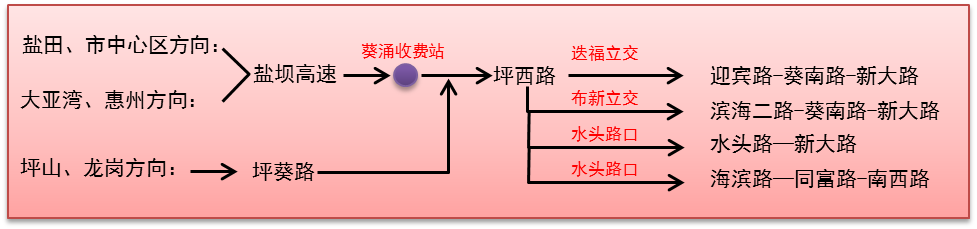 盐田、市中心区方向：
大亚湾、惠州方向：
坪山、龙岗方向：
盐坝高速
坪葵路
葵涌收费站
坪西路
迭福立交
迎宾路-葵南路-新大路
布新立交
滨海二路-葵南路-新大路
水头路口
水头路—新大路
水头路口
海滨路—同富路-南西路